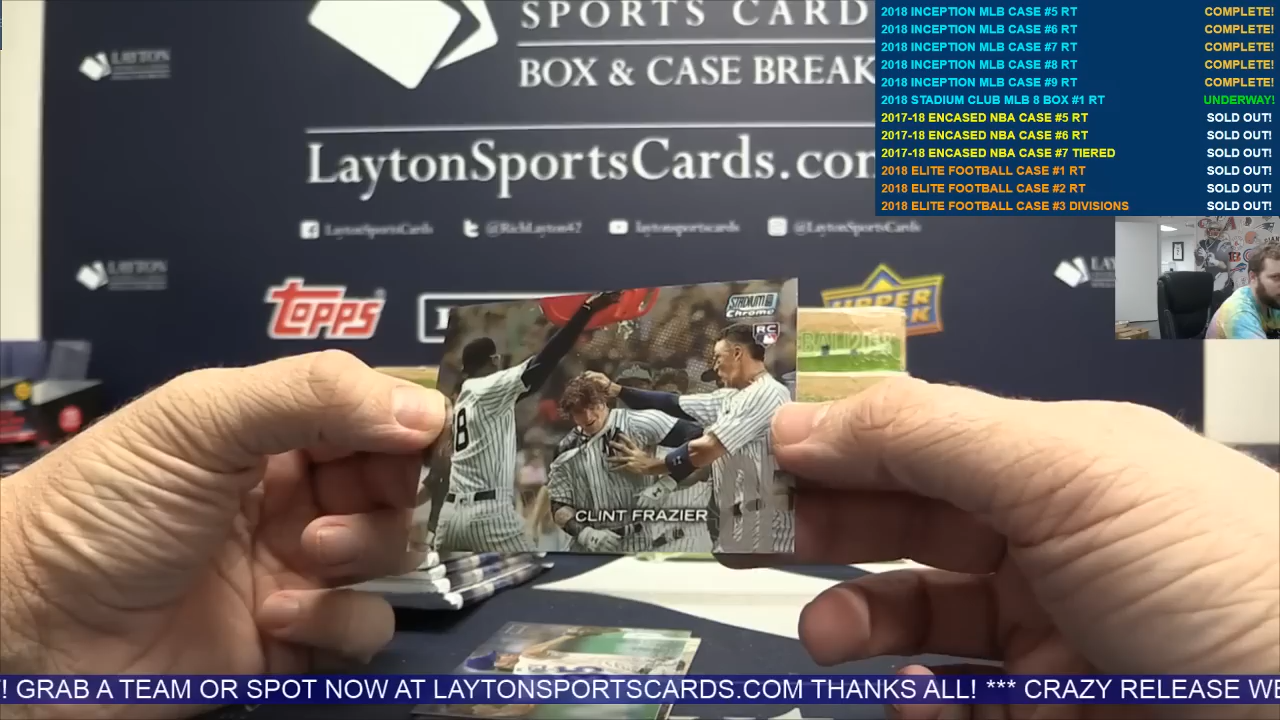 SPORTS CARD
BOX & CASE BREAK
LaytonSportsCards.com
LaytonSportsCards
@RichLayton47
laytonsportscards
@LaytonSportsCards
LAYTON
LAYTON
LAY
TOPPS
UPPER
STADIUM
Chrome
RC
8
CLINT FRAZIER
2018 INCEPTION MLB CASE #5 RT COMPLETE!
2018 INCEPTION MLB CASE #6 RT COMPLETE!
2018 INCEPTION MLB CASE #7 RT COMPLETE!
2018 INCEPTION MLB CASE #8 RT COMPLETE!
2018 INCEPTION MLB CASE #9 RT COMPLETE!
2018 STADIUM CLUB MLB 8 BOX #1 RT UNDERWAY!
2017-18 ENCASED NBA CASE #5 RT SOLD OUT!
2017-18 ENCASED NBA CASE #6 RT SOLD OUT!
2017-18 ENCASED NBA CASE #7 TIERED SOLD OUT!
2018 ELITE FOOTBALL CASE #1 RT SOLD OUT!
2018 ELITE FOOTBALL CASE #2 RT SOLD OUT!
2018 ELITE FOOTBALL CASE #3 DIVISIONS SOLD OUT!
! GRAB A TEAM OR SPOT NOW AT LAYTONSPORTSCARDS.COM THANKS ALL! *** CRAZY RELEASE WE